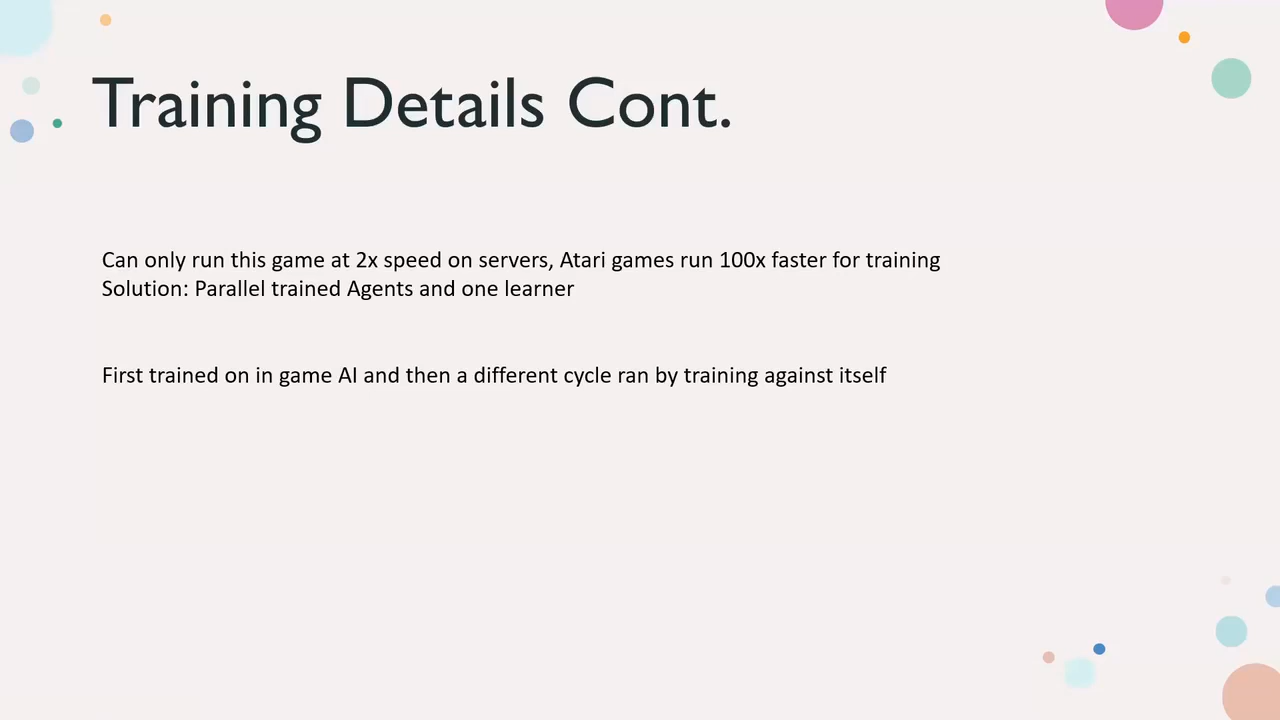 Training Details Cont.
Can only run this game at 2x speed on servers, Atari games run 100x faster for training
Solution: Parallel trained Agents and one learner
First trained on in game AI and then a different cycle ran by training against itself